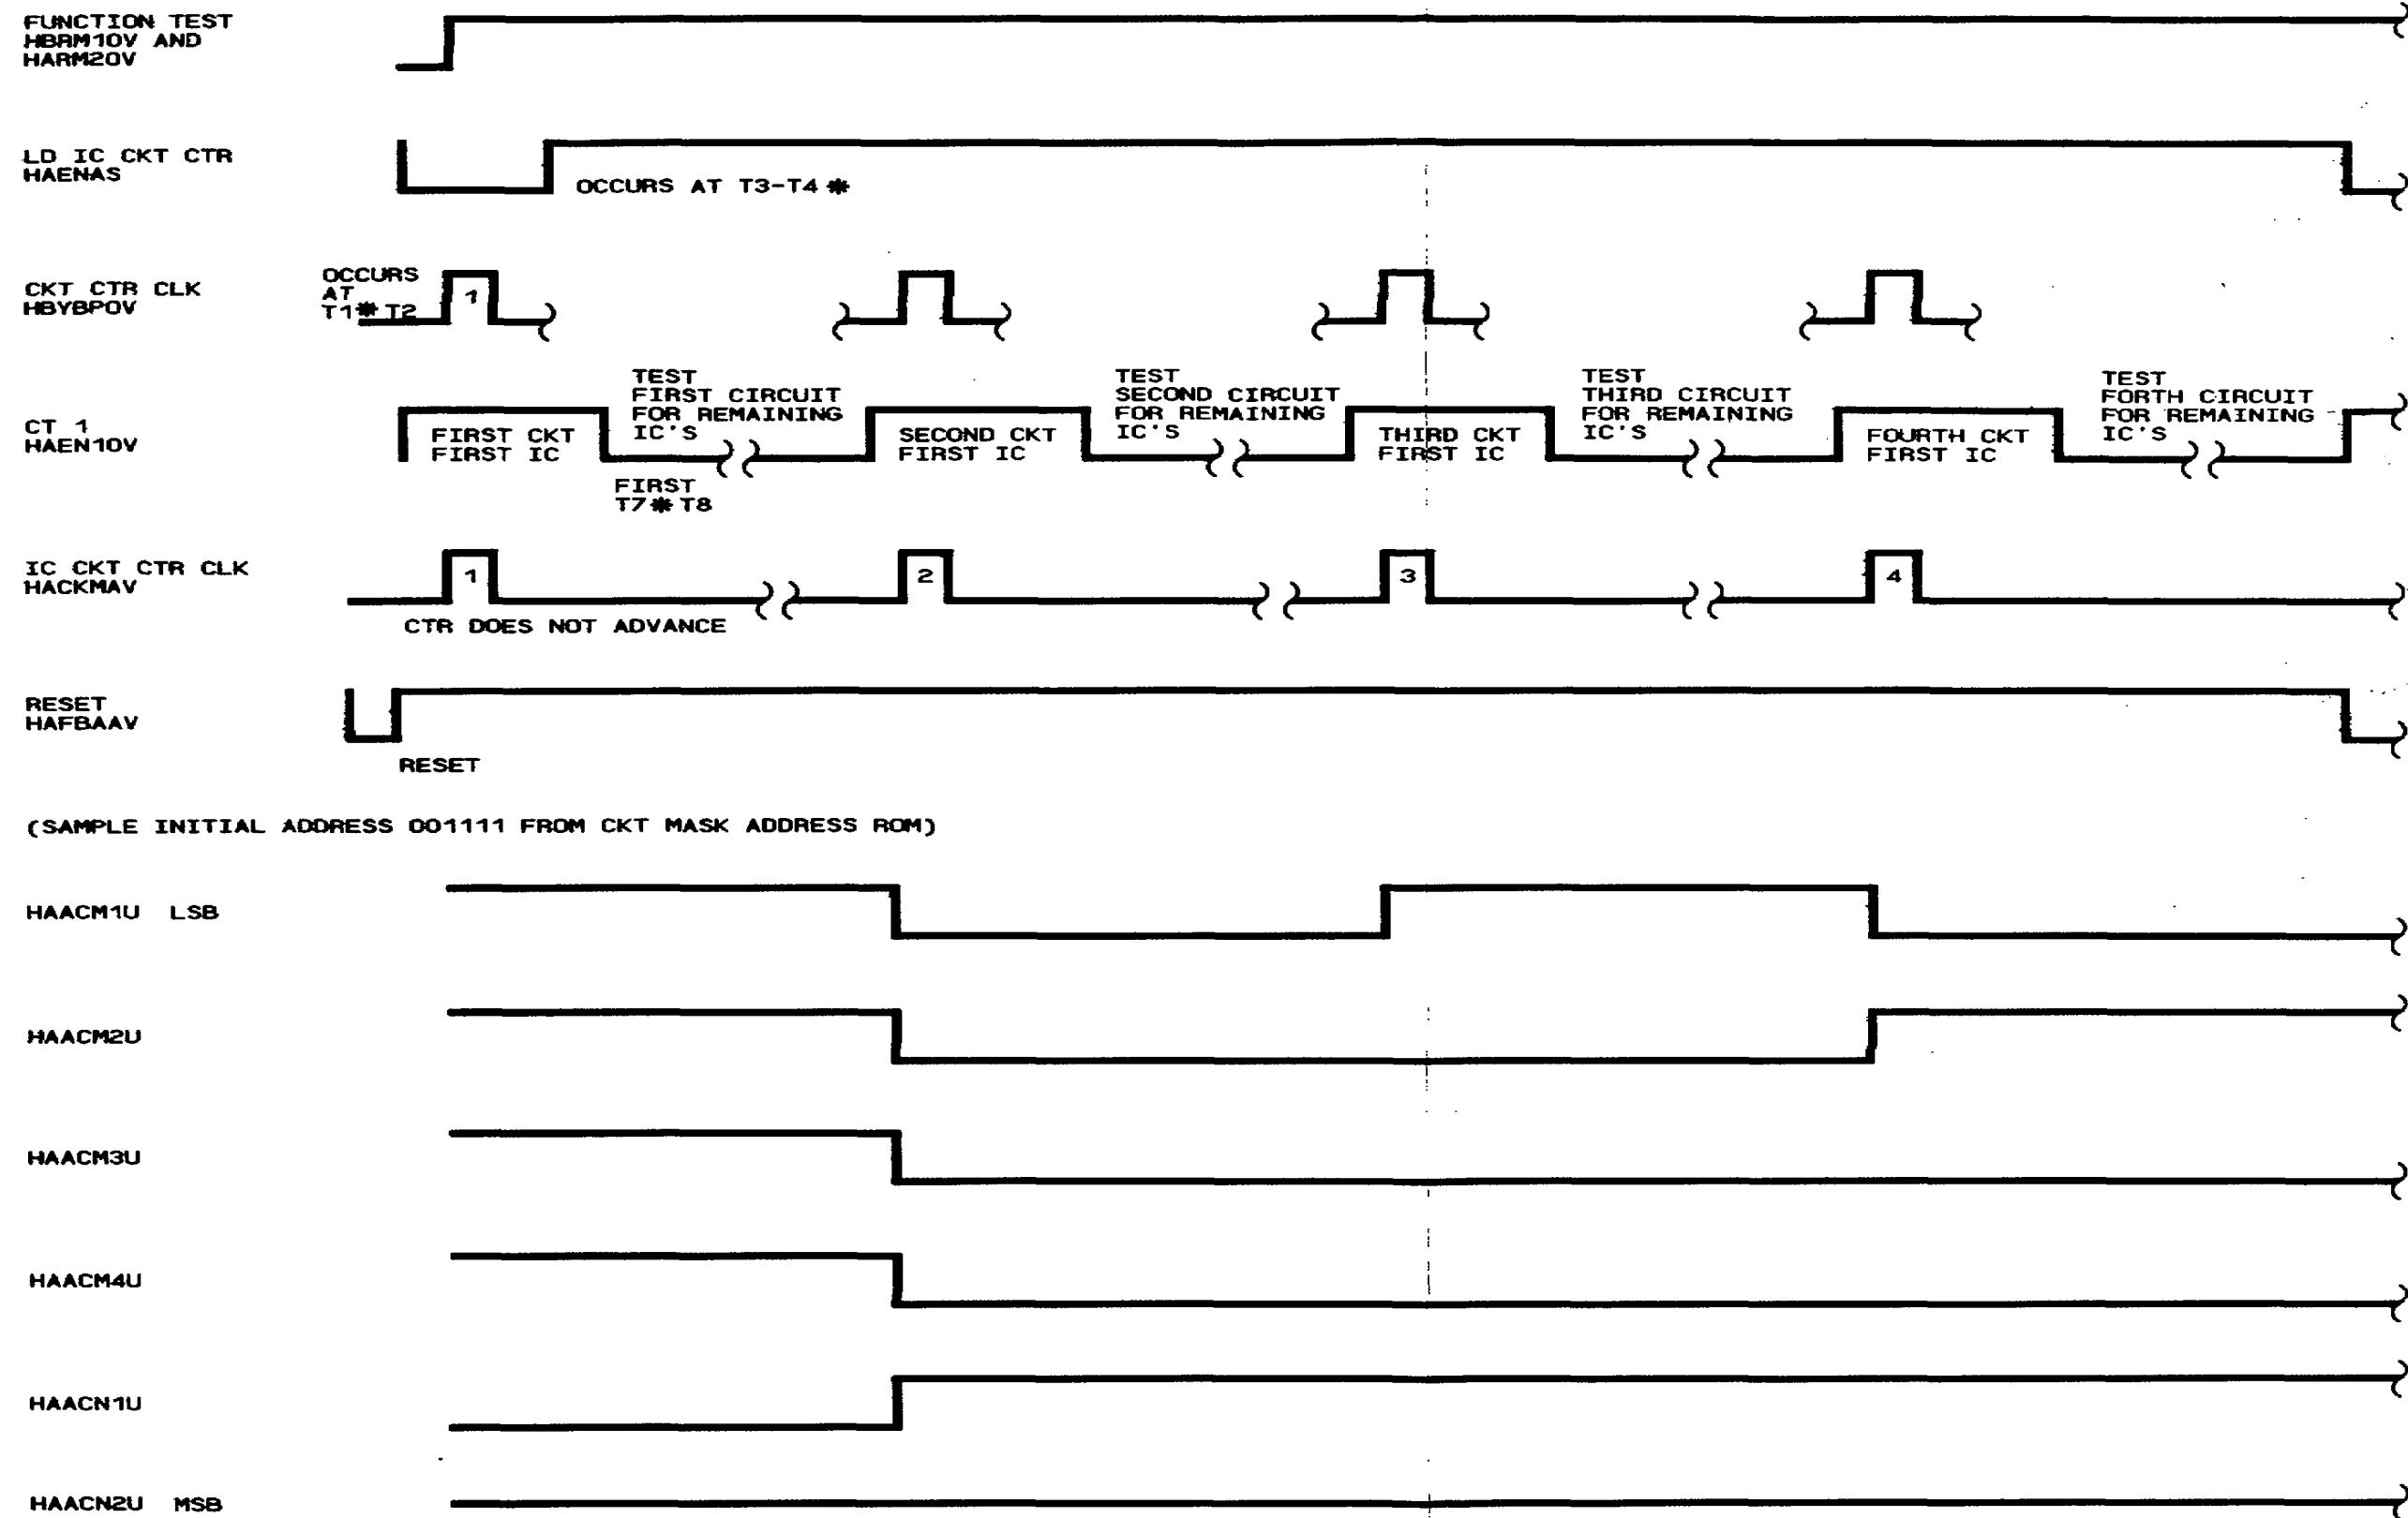 FUNCTION TEST
HBRM10V AND
HARM20V
LD IC CKT CTR
HAENAS
OCCURS AT T3-T4 *
CKT CTR CLK
HBYBPOV
OCCURS
AT
T1 * T2
1
CT 1
HAEN10V
FIRST CKT
FIRST IC
TEST
FIRST CIRCUIT
FOR REMAINING
IC'S
FIRST
T7 * T8
SECOND CKT
FIRST IC
TEST
SECOND CIRCUIT
FOR REMAINING
IC'S
THIRD CKT
FIRST IC
TEST
THIRD CIRCUIT
FOR REMAINING
IC'S
FOURTH CKT
FIRST IC
TEST
FORTH CIRCUIT
FOR REMAINING
IC'S
IC CKT CTR CLK
HACKMAV
1
2
3
4
CTR DOES NOT ADVANCE
RESET
HAFBAAV
RESET
(SAMPLE INITIAL ADDRESS 001111 FROM CKT MASK ADDRESS ROM)
HAACM1U LSB
HAACM2U
HAACM3U
HAACM4U
HAACN1U
HAACN2U MSB